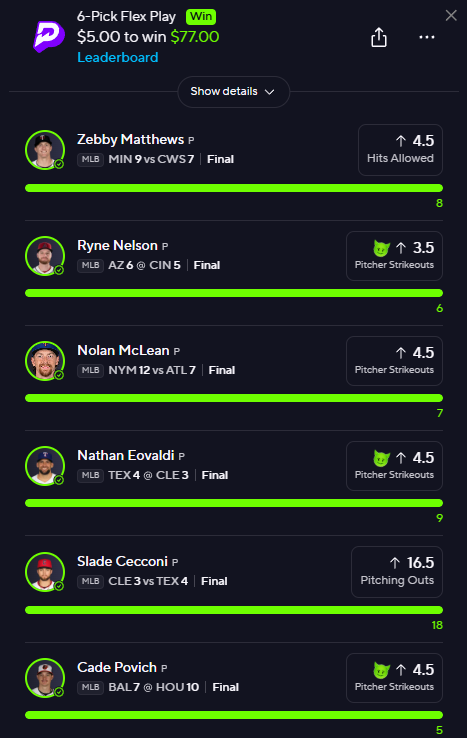 6-Pick Flex Play Win
$5.00 to win $77.00
Leaderboard
Show details
Zebby Matthews P
MLB MIN 9 vs CWS 7 | Final
↑ 4.5
Hits Allowed
8
Ryne Nelson P
MLB AZ 6 @ CIN 5 | Final
↑ 3.5
Pitcher Strikeouts
6
Nolan McLean P
MLB NYM 12 vs ATL 7 | Final
↑ 4.5
Pitcher Strikeouts
7
Nathan Eovaldi P
MLB TEX 4 @ CLE 3 | Final
↑ 4.5
Pitcher Strikeouts
9
Slade Cecconi P
MLB CLE 3 vs TEX 4 | Final
↑ 16.5
Pitching Outs
18
Cade Povich P
MLB BAL 7 @ HOU 10 | Final
↑ 4.5
Pitcher Strikeouts
5